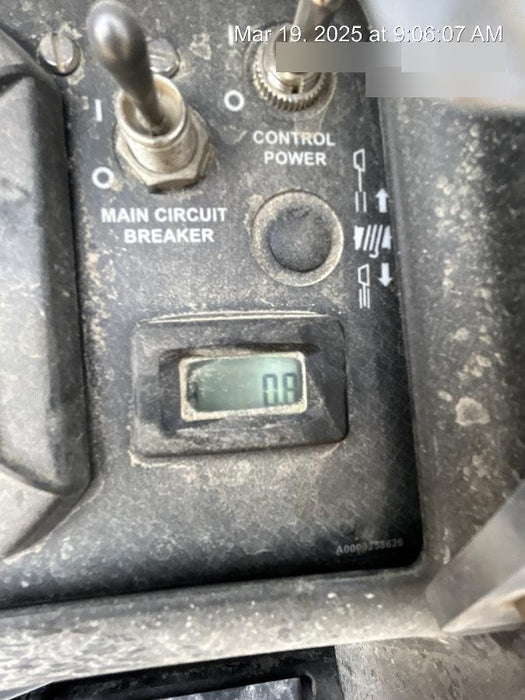 Mar 19, 2025 at 9:06:07 AM
I
O
O
CONTROL
POWER
MAIN CIRCUIT
BREAKER
0.8